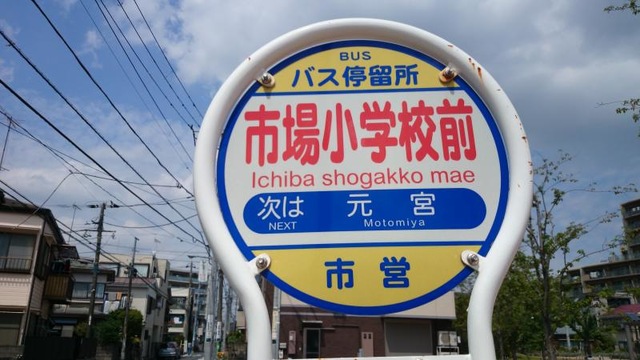 BUS
バス停留所
市場小学校前
Ichiba shogakko mae
次は 元宮
NEXT Motomiya
市営